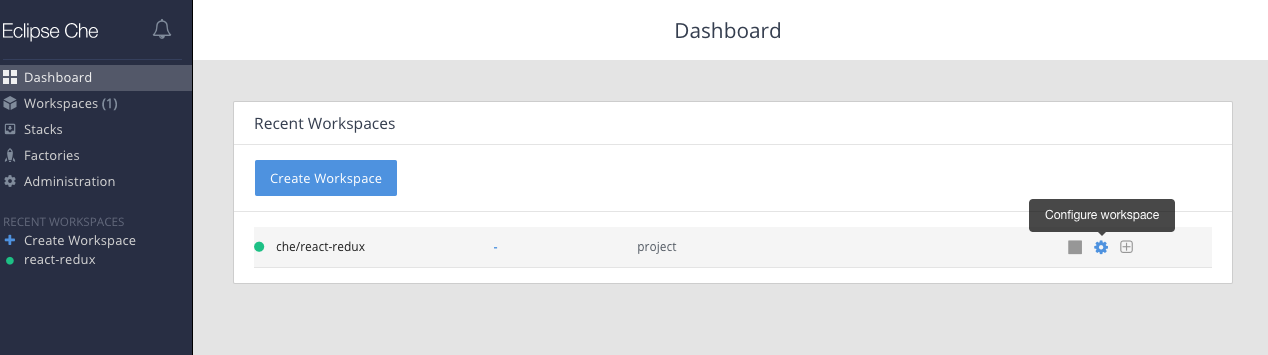 Eclipse Che
Dashboard
Dashboard
Workspaces (1)
Stacks
Factories
Administration
RECENT WORKSPACES
Create Workspace
react-redux
Recent Workspaces
Create Workspace
Configure workspace
che/react-redux - project